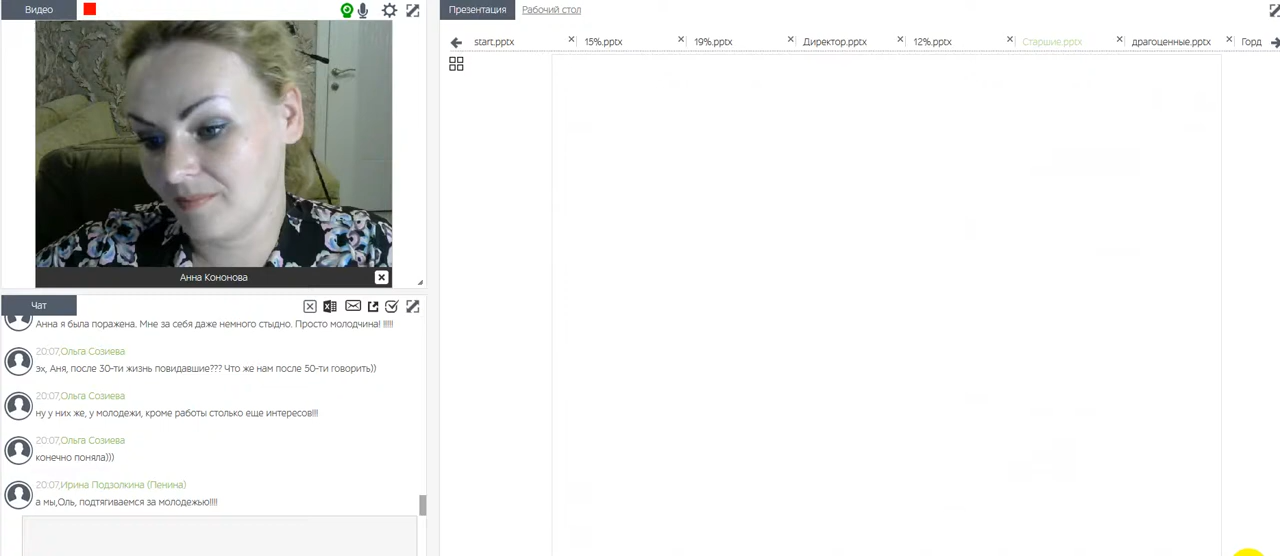 Видео
Презентация
Рабочий стол
start.pptx
15%.pptx
19%.pptx
Директор.pptx
12%.pptx
Старшие.pptx
драгоценные.pptx
Горд
Анна Кононова
Чат
Анна я была поражена. Мне за себя даже немного стыдно. Просто молодчина! !!!!!
20:07,Ольга Созиева
эх, Аня, после 30-ти жизнь повидавшие??? Что же нам после 50-ти говорить))
20:07,Ольга Созиева
ну у них же, у молодежи, кроме работы столько еще интересов!!!
20:07,Ольга Созиева
конечно поняла)))
20:07,Ирина Подзолкина (Пенина)
а мы,Оль, подтягиваемся за молодежью!!!!